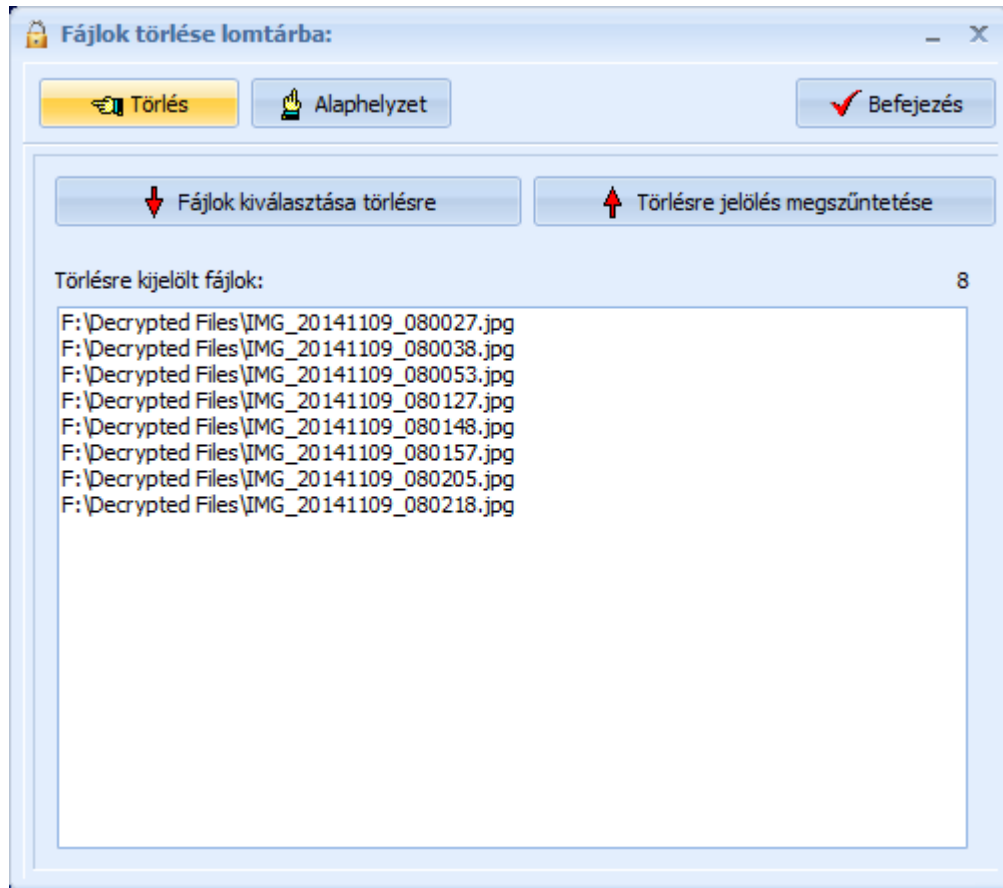 Fájlok törlése lomtárba:
Törlés
Alaphelyzet
Befejezés
Fájlok kiválasztása törlésre
Törlésre jelölés megszűntetése
Törlésre kijelölt fájlok:
8
F:\Decrypted Files\IMG_20141109_080027.jpg
F:\Decrypted Files\IMG_20141109_080038.jpg
F:\Decrypted Files\IMG_20141109_080053.jpg
F:\Decrypted Files\IMG_20141109_080127.jpg
F:\Decrypted Files\IMG_20141109_080148.jpg
F:\Decrypted Files\IMG_20141109_080157.jpg
F:\Decrypted Files\IMG_20141109_080205.jpg
F:\Decrypted Files\IMG_20141109_080218.jpg